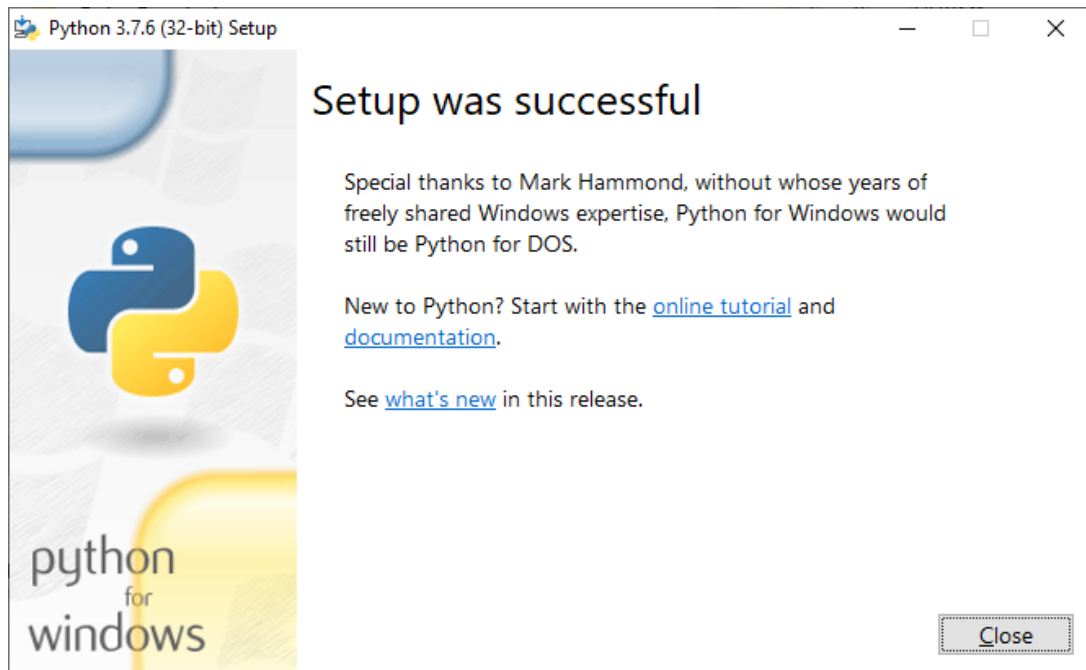 Python 3.7.6 (32-bit) Setup
Setup was successful
Special thanks to Mark Hammond, without whose years of
freely shared Windows expertise, Python for Windows would
still be Python for DOS.
New to Python? Start with the online tutorial and
documentation.
See what's new in this release.
python
for
windows
Close